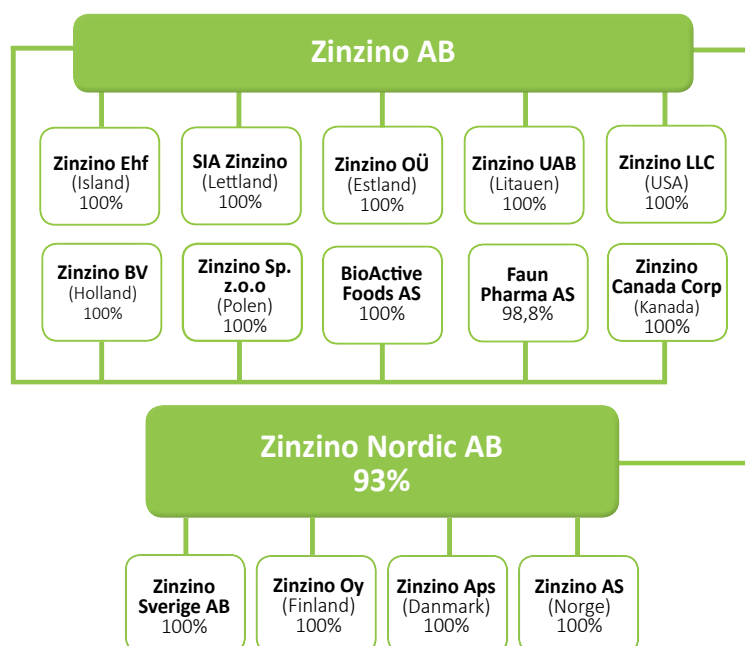 Zinzino AB
Zinzino Ehf
(Island)
100%
SIA Zinzino
(Lettland)
100%
Zinzino OÜ
(Estland)
100%
Zinzino UAB
(Litauen)
100%
Zinzino LLC
(USA)
100%
Zinzino BV
(Holland)
100%
Zinzino Sp.
z.o.o
(Polen)
100%
BioActive
Foods AS
100%
Faun
Pharma AS
98,8%
Zinzino
Canada Corp
(Kanada)
100%
Zinzino Nordic AB
93%
Zinzino
Sverige AB
100%
Zinzino Oy
(Finland)
100%
Zinzino Aps
(Danmark)
100%
Zinzino AS
(Norge)
100%